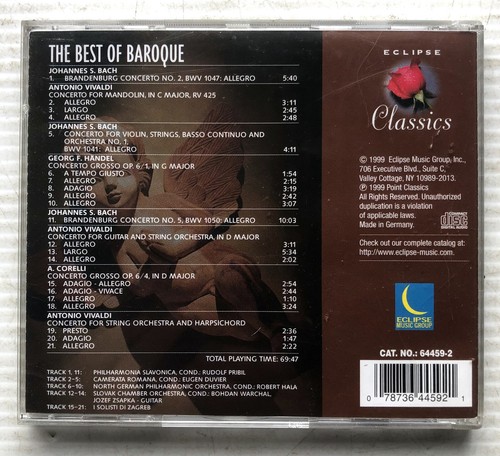 THE BEST OF BAROQUE
JOHANNES S. BACH
1. BRANDENBURG CONCERTO NO. 2, BWV 1047: ALLEGRO 5:40
ANTONIO VIVALDI
CONCERTO FOR MANDOLIN, IN C MAJOR, RV 425
2. ALLEGRO 3:11
3. LARGO 2:45
4. ALLEGRO 2:48
JOHANNES S. BACH
5. CONCERTO FOR VIOLIN, STRINGS, BASSO CONTINUO AND
ORCHESTRA NO. 1,
BWV 1041: ALLEGRO 4:11
GEORG F. HÄNDEL
CONCERTO GROSSO OP. 6/1, IN G MAJOR
6. A TEMPO GIUSTO 1:54
7. ALLEGRO 2:15
8. ADAGIO 3:19
9. ALLEGRO 2:44
10. ALLEGRO 3:07
JOHANNES S. BACH
11. BRANDENBURG CONCERTO NO. 5, BWV 1050: ALLEGRO 10:03
ANTONIO VIVALDI
CONCERTO FOR GUITAR AND STRING ORCHESTRA, IN D MAJOR
12. ALLEGRO 3:11
13. LARGO 5:34
14. ALLEGRO 2:02
A. CORELLI
CONCERTO GROSSO OP. 6/4, IN D MAJOR
15. ADAGIO - ALLEGRO 2:54
16. ADAGIO - VIVACE 2:44
17. ALLEGRO 1:10
18. ALLEGRO 3:24
ANTONIO VIVALDI
CONCERTO FOR STRING ORCHESTRA AND HARPSICHORD
19. PRESTO 2:36
20. ADAGIO 1:47
21. ALLEGRO 2:22
TOTAL PLAYING TIME: 69:47
TRACK 1, 11: PHILHARMONIA SLAVONICA, COND.: RUDOLF PRIBIL
TRACK 2-5: CAMERATA ROMANA, COND.: EUGEN DUVIER
TRACK 6-10: NORTH GERMAN PHILHARMONIC ORCHESTRA, COND.: ROBERT HALA
TRACK 12-14: SLOVAK CHAMBER ORCHESTRA, COND.: BOHDAN WARCHAL,
JOZEF ZSAPKA - GUITAR
TRACK 15-21: I SOLISTI DI ZAGREB
ECLIPSE
Classics
© 1999 Eclipse Music Group, Inc.,
706 Executive Blvd., Suite C,
Valley Cottage, NY 10989-2013.
℗ 1999 Point Classics
All Rights Reserved. Unauthorized
duplication is a violation
of applicable laws.
Made in Germany.
COMPACT
disc
DIGITAL AUDIO
Check out our complete catalog at:
http://www.eclipse-music.com.
ECLIPSE
MUSIC GROUP
CAT. NO.: 64459-2
0 78736 44592 1